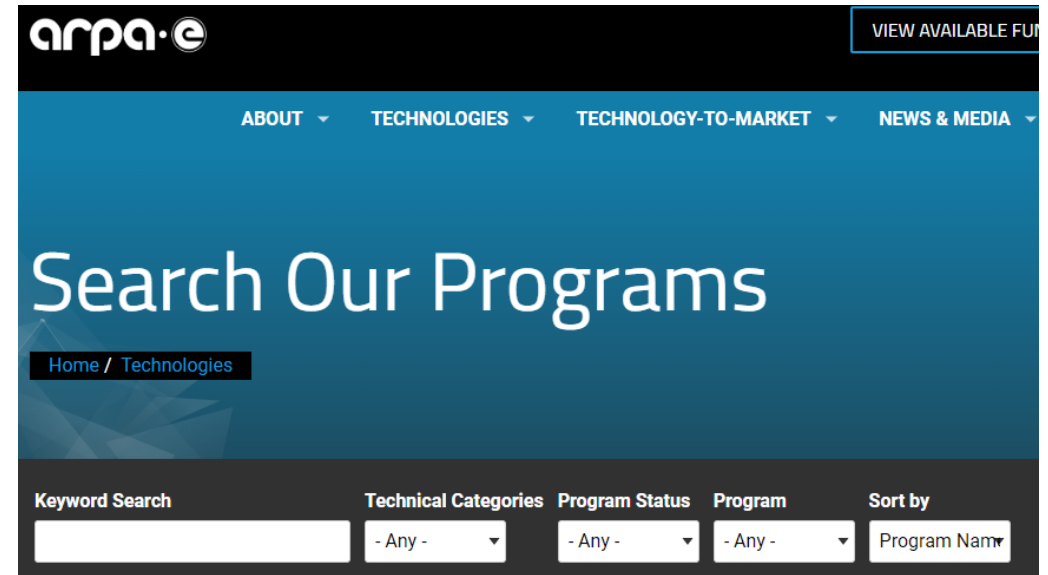 arpa·e
VIEW AVAILABLE FUN
ABOUT TECHNOLOGIES TECHNOLOGY-TO-MARKET NEWS & MEDIA
Search Our Programs
Home / Technologies
Keyword Search Technical Categories Program Status Program Sort by
- Any - - Any - - Any - Program Nam